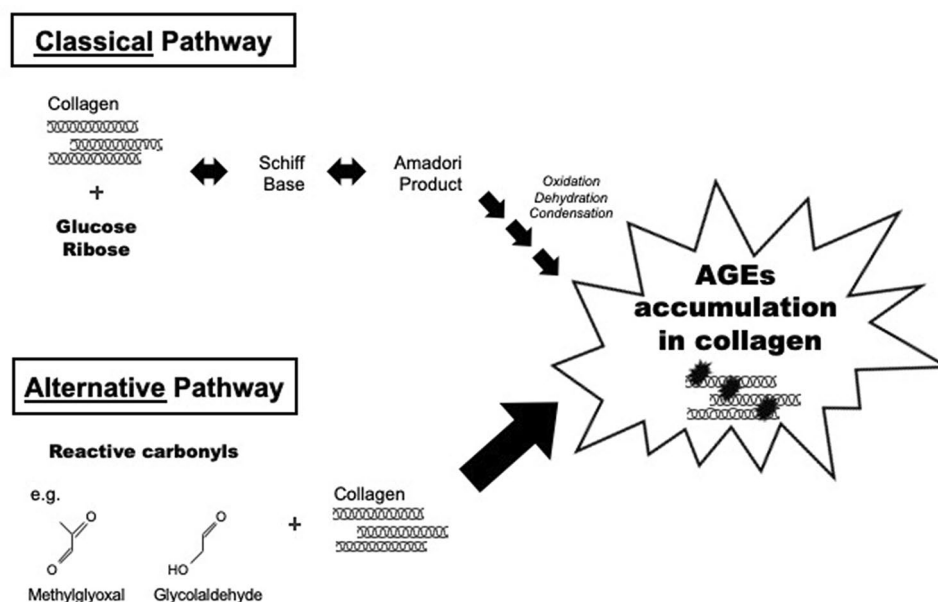 Classical Pathway
Collagen
+
Glucose
Ribose
Schiff
Base
Amadori
Product
Oxidation
Dehydration
Condensation
AGEs
accumulation
in collagen
Alternative Pathway
Reactive carbonyls
e.g.
O
O
Methylglyoxal
O
HO
Glycolaldehyde
+
Collagen